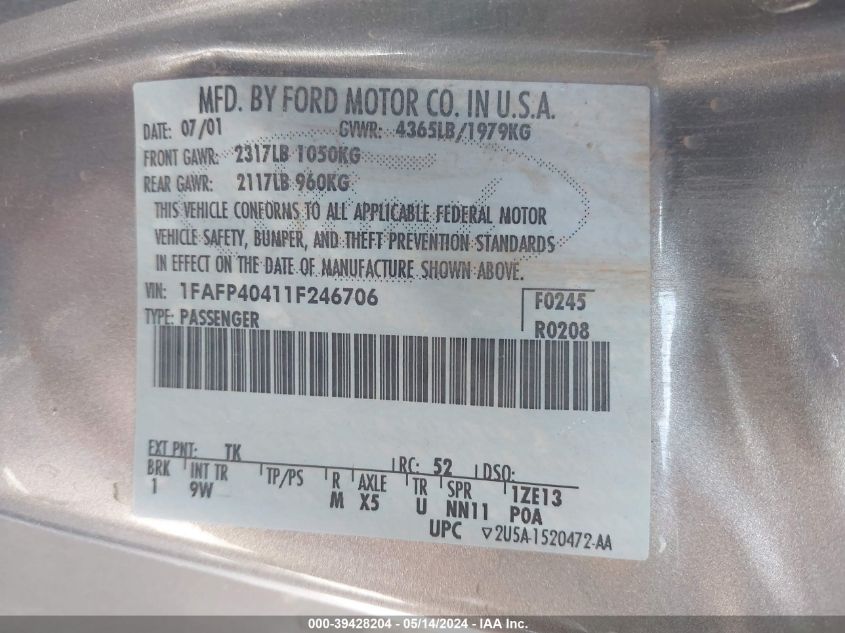 MFD. BY FORD MOTOR CO. IN U.S.A.
DATE: 07/01 GVWR: 4365LB/1979KG
FRONT GAWR: 2317LB 1050KG
REAR GAWR: 2117LB 960KG
THIS VEHICLE CONFORMS TO ALL APPLICABLE FEDERAL MOTOR
VEHICLE SAFETY, BUMPER, AND THEFT PREVENTION STANDARDS
IN EFFECT ON THE DATE OF MANUFACTURE SHOWN ABOVE.
VIN: 1FAFP40411F246706 F0245
TYPE: PASSENGER R0208
EXT PNT: TK RC: 52 DSO:
BRK INT TR TP/PS R AXLE TR SPR 1ZE13
1 9W M X5 U NN11 P0A
UPC ▽2U5A-1520472-AA
000-39428204 - 05/14/2024 - IAA Inc.